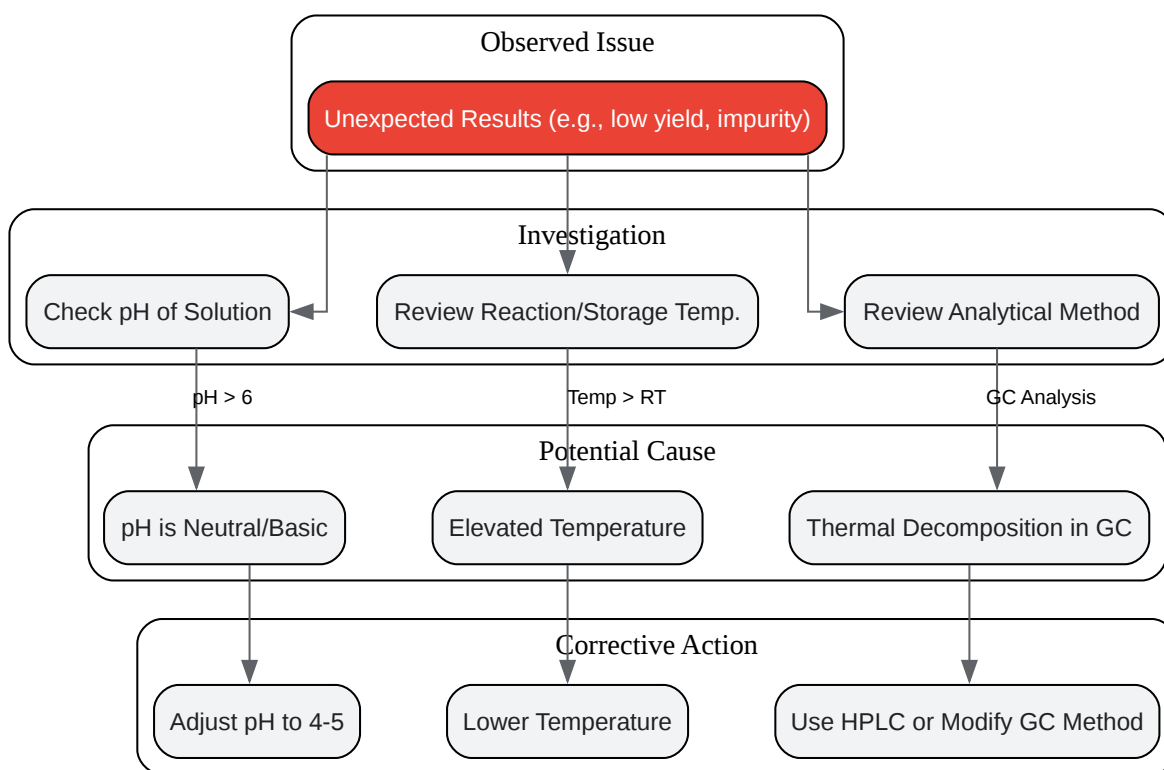 Observed Issue
Unexpected Results (e.g., low yield, impurity)
Investigation
Check pH of Solution
Review Reaction/Storage Temp.
Review Analytical Method
pH > 6
Temp > RT
GC Analysis
Potential Cause
pH is Neutral/Basic
Elevated Temperature
Thermal Decomposition in GC
Corrective Action
Adjust pH to 4-5
Lower Temperature
Use HPLC or Modify GC Method